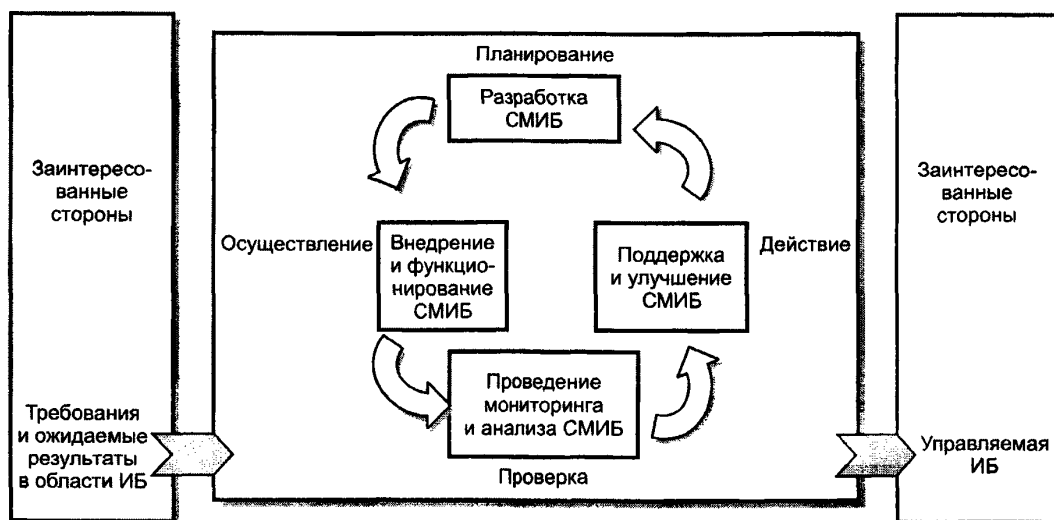 Заинтересо-
ванные
стороны
Требования
и ожидаемые
результаты
в области ИБ
Планирование
Разработка
СМИБ
Осуществление
Внедрение
и функцио-
нирование
СМИБ
Поддержка
и улучшение
СМИБ
Действие
Проведение
мониторинга
и анализа СМИБ
Проверка
Заинтересо-
ванные
стороны
Управляемая
ИБ